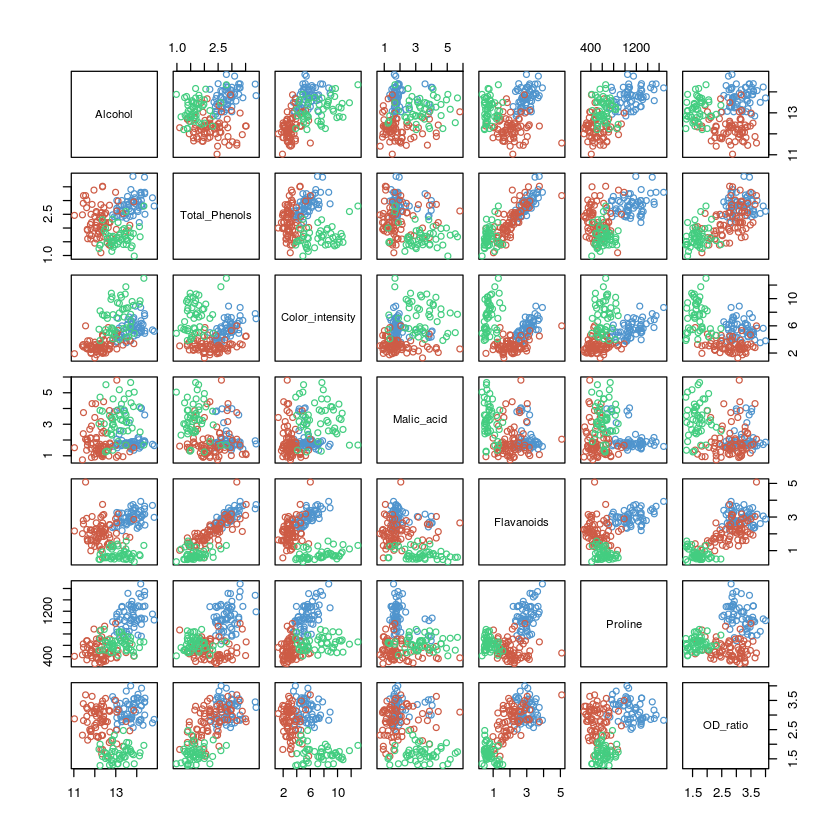 1.0 2.5
1 3 5
400 1200
Alcohol
11 13
1.0 2.5
Total_Phenols
Color_intensity
2 6 10
1 3 5
Malic_acid
Flavanoids
1 3 5
400 1200
Proline
OD_ratio
1.5 2.5 3.5
11 13
2 6 10
1 3 5
1.5 2.5 3.5